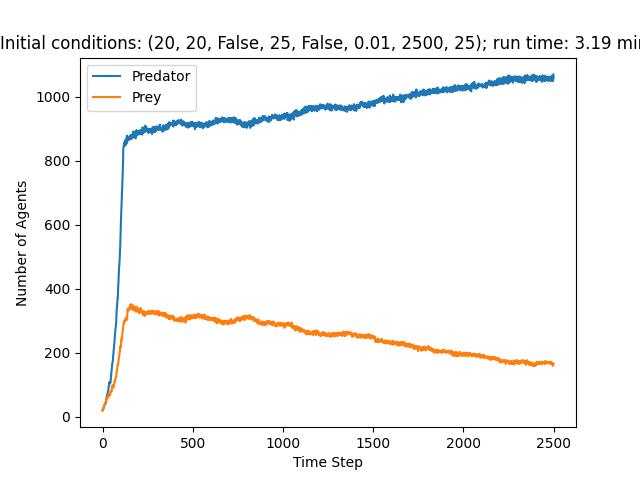 Initial conditions: (20, 20, False, 25, False, 0.01, 2500, 25); run time: 3.19
Predator
Prey
1000
800
600
400
200
0
Number of Agents
0 500 1000 1500 2000 2500
Time Step